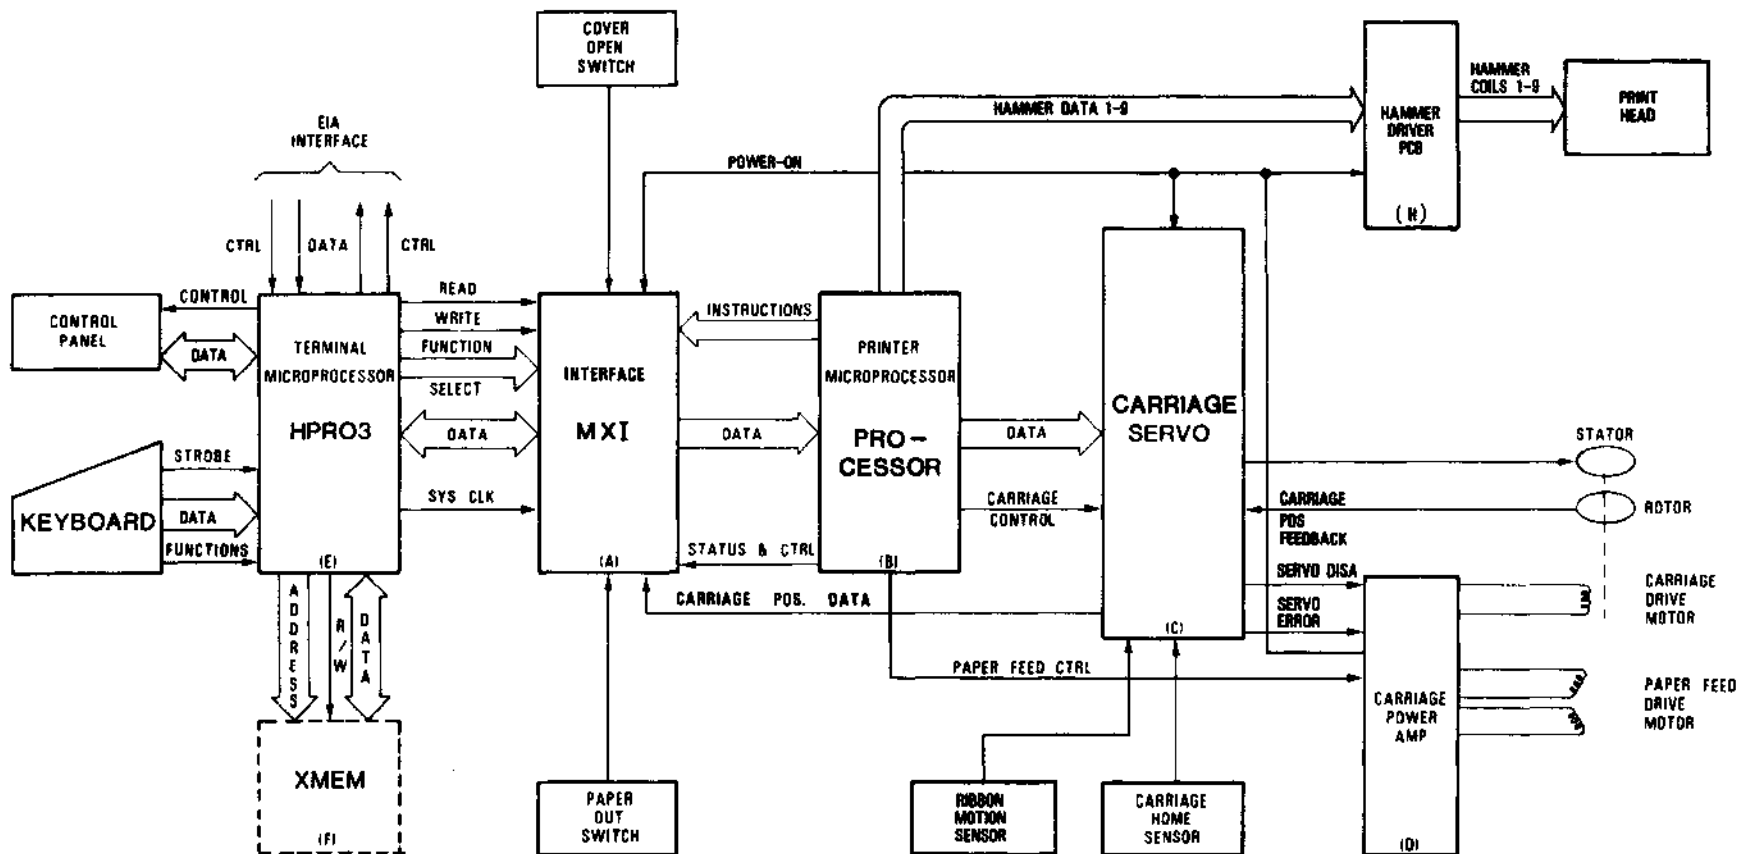 COVER
OPEN
SWITCH
EIA
INTERFACE
CTRL
DATA
CTRL
HAMMER DATA 1-9
POWER-ON
HAMMER
DRIVER
PCB
(H)
HAMMER
COILS 1-9
PRINT
HEAD
CONTROL
PANEL
CONTROL
DATA
TERMINAL
MICROPROCESSOR
HPRO3
(E)
READ
WRITE
FUNCTION
SELECT
DATA
SYS CLK
INTERFACE
MXI
(A)
INSTRUCTIONS
DATA
STATUS & CTRL
CARRIAGE POS. DATA
PRINTER
MICROPROCESSOR
PRO-
CESSOR
(B)
DATA
CARRIAGE
CONTROL
PAPER FEED CTRL
CARRIAGE
SERVO
(C)
STATOR
CARRIAGE
POS
FEEDBACK
ROTOR
SERVO DISA
SERVO
ERROR
CARRIAGE
DRIVE
MOTOR
CARRIAGE
POWER
AMP
(D)
PAPER FEED
DRIVE
MOTOR
KEYBOARD
STROBE
DATA
FUNCTIONS
ADDRESS
R/W
DATA
XMEM
(F)
PAPER
OUT
SWITCH
RIBBON
MOTION
SENSOR
CARRIAGE
HOME
SENSOR